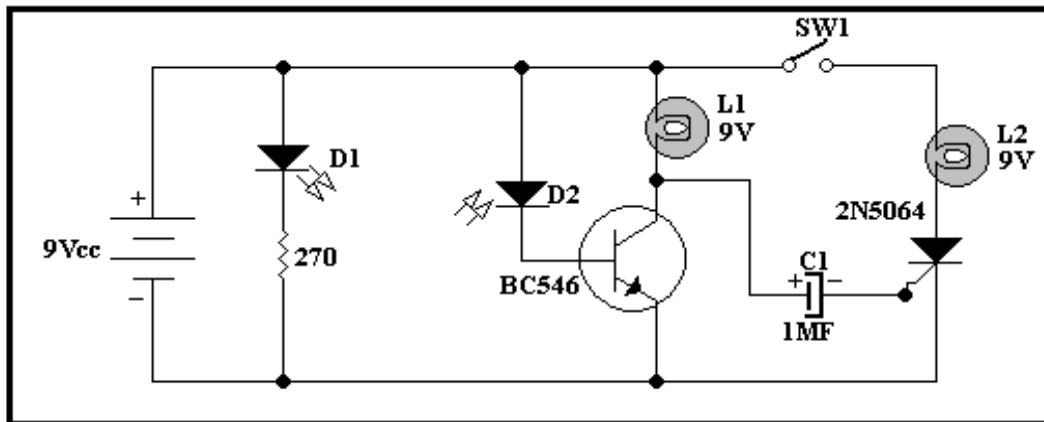 SW1
L1
9V
L2
9V
D1
D2
+
9Vcc
−
270
2N5064
BC546
C1
+ −
1MF